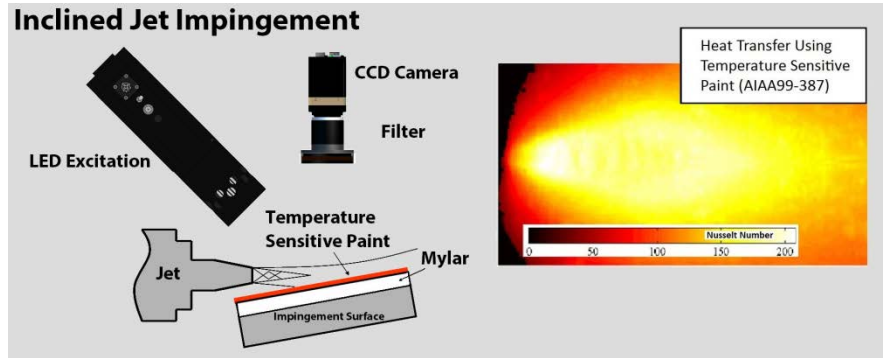 Inclined Jet Impingement
CCD Camera
Filter
LED Excitation
Temperature
Sensitive Paint
Mylar
Jet
Impingement Surface
Heat Transfer Using
Temperature Sensitive
Paint (AIAA99-387)
Nusselt Number
0 50 100 150 200